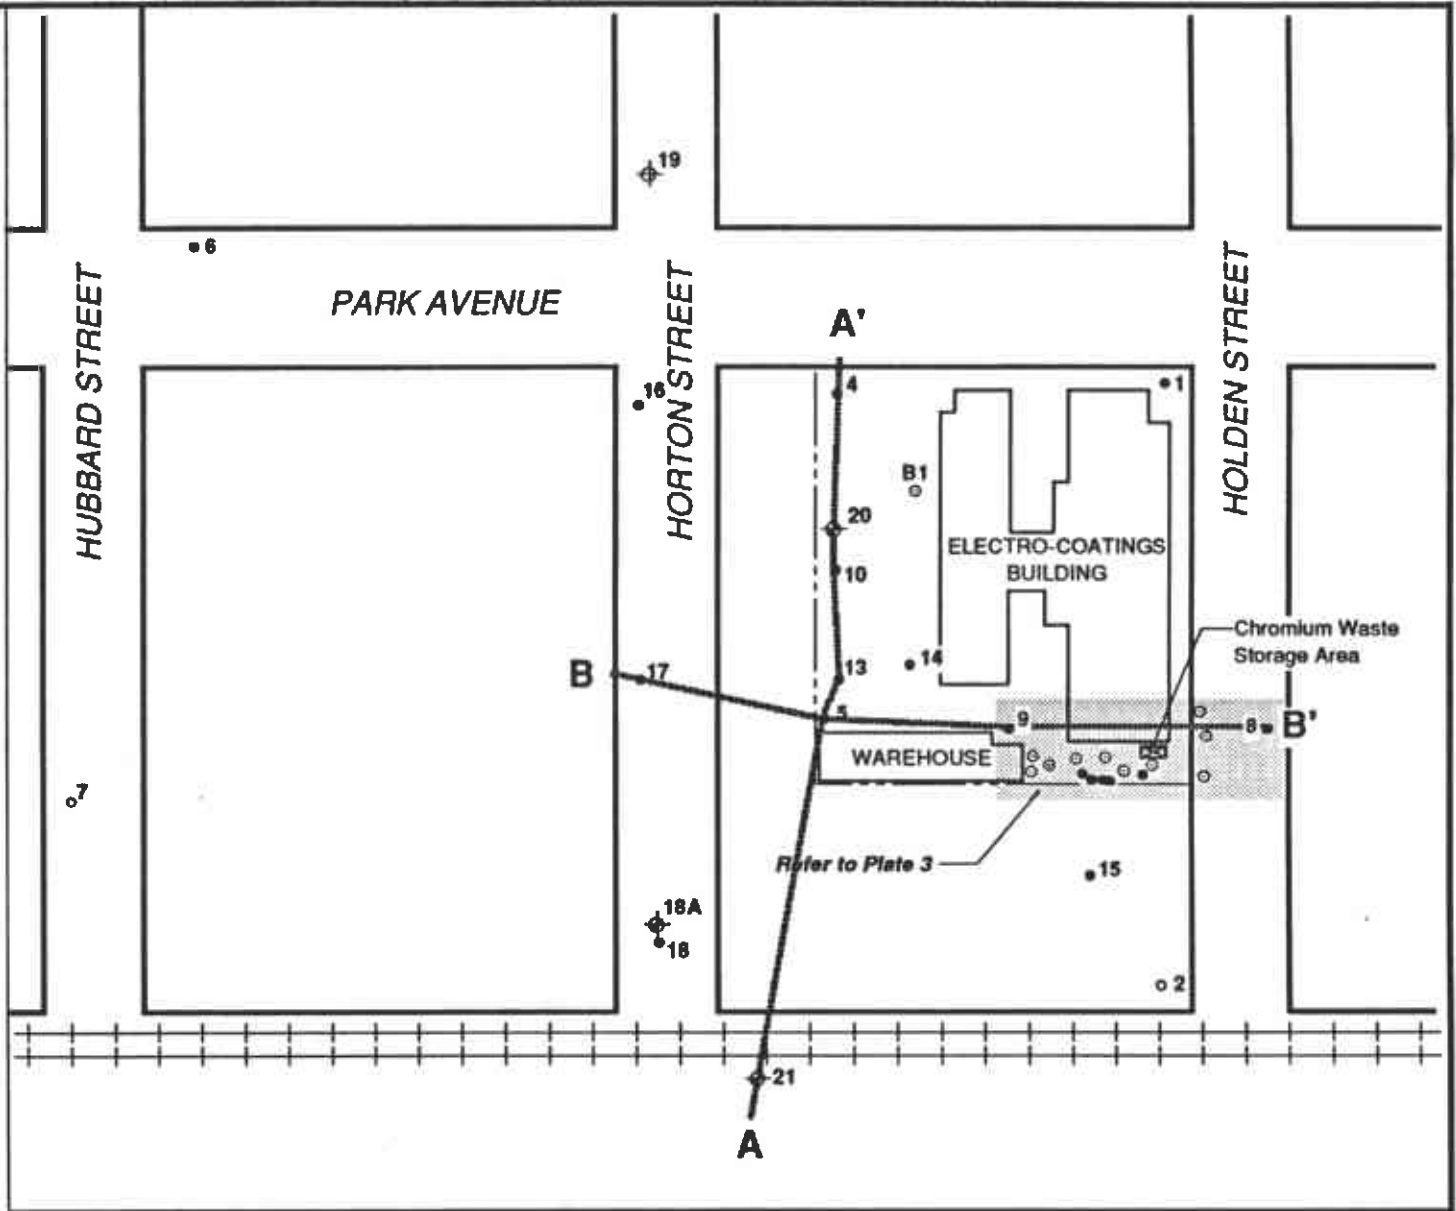 19
6
PARK AVENUE
HUBBARD STREET
HORTON STREET
HOLDEN STREET
A'
16
4
1
B1
20
10
ELECTRO-COATINGS
BUILDING
Chromium Waste
Storage Area
14
13
B
17
5
9
8
B'
WAREHOUSE
7
Refer to Plate 3
15
18A
18
2
21
A